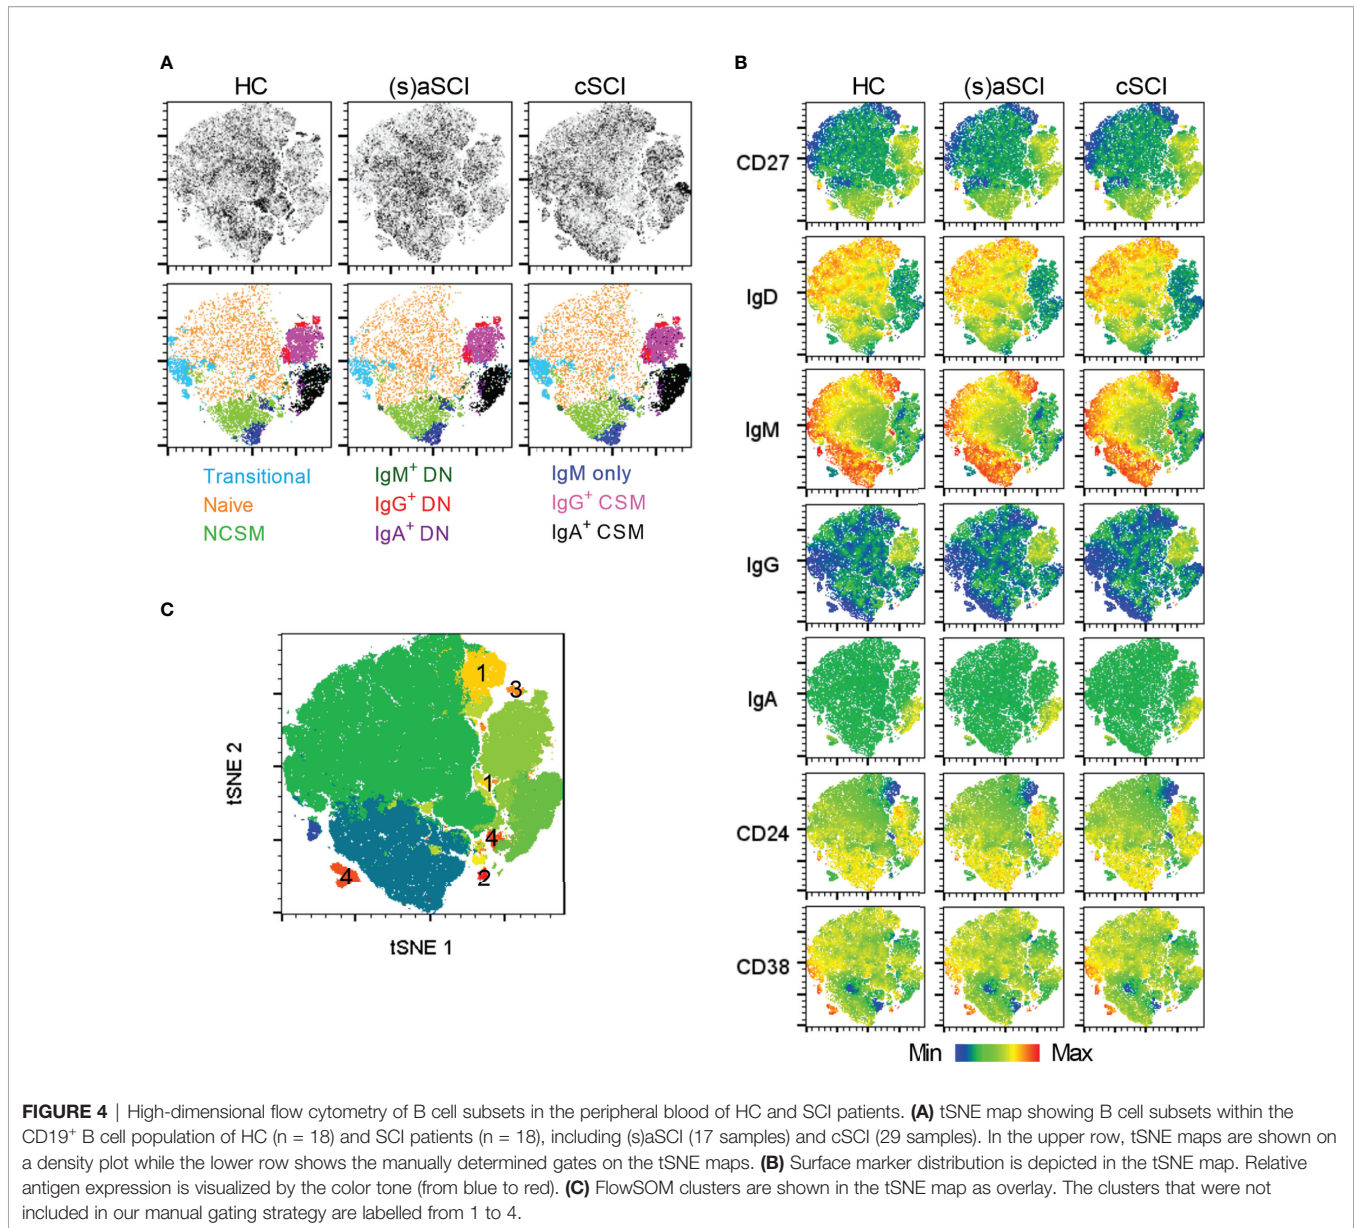 A
HC (s)aSCI cSCI
Transitional IgM+ DN IgM only
Naive IgG+ DN IgG+ CSM
NCSM IgA+ DN IgA+ CSM
B
HC (s)aSCI cSCI
CD27
IgD
IgM
IgG
IgA
CD24
CD38
Min Max
C
1
3
1
4
4
2
tSNE 2
tSNE 1
FIGURE 4 | High-dimensional flow cytometry of B cell subsets in the peripheral blood of HC and SCI patients. (A) tSNE map showing B cell subsets within the
CD19+ B cell population of HC (n = 18) and SCI patients (n = 18), including (s)aSCI (17 samples) and cSCI (29 samples). In the upper row, tSNE maps are shown on
a density plot while the lower row shows the manually determined gates on the tSNE maps. (B) Surface marker distribution is depicted in the tSNE map. Relative
antigen expression is visualized by the color tone (from blue to red). (C) FlowSOM clusters are shown in the tSNE map as overlay. The clusters that were not
included in our manual gating strategy are labelled from 1 to 4.